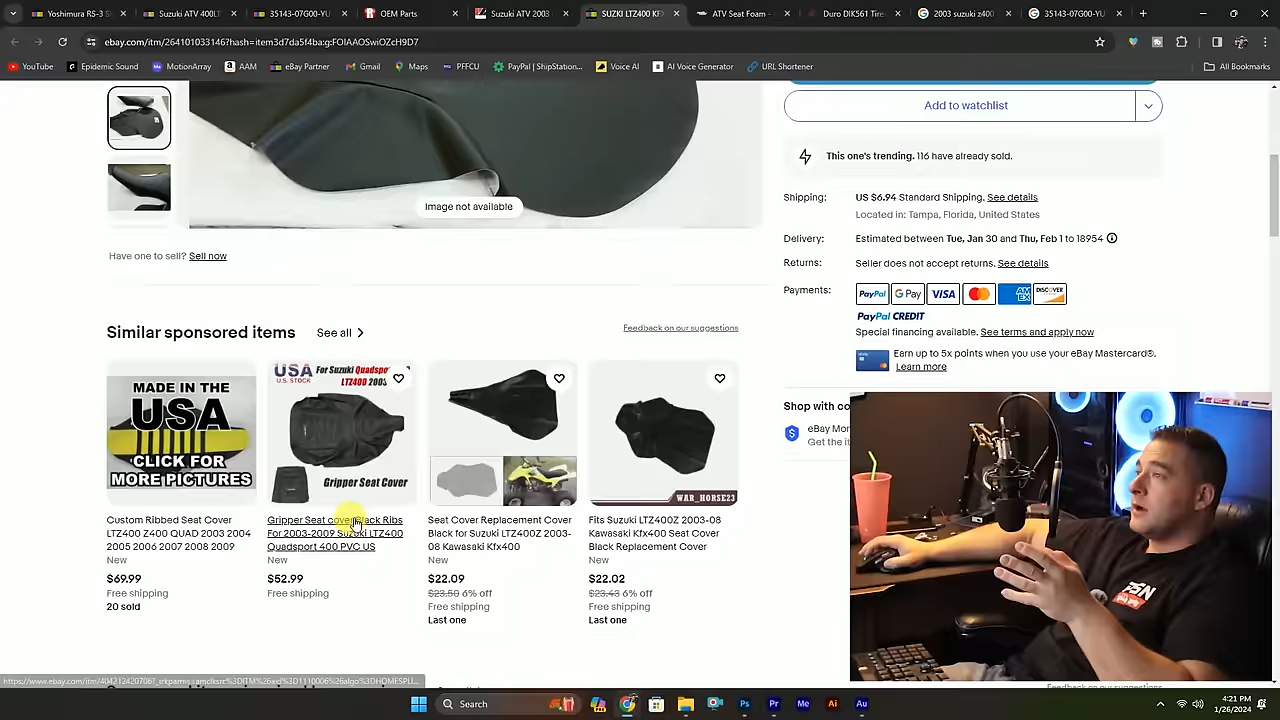 Yoshimura RS-3 S
Suzuki ATV 400L
35143-07G00-YU
OEM Parts
Suzuki ATV 2003
SUZKI LTZ400 KF
ATV Seat Foam -
Duro DIK561 Tire
2003 suzuki z400
35143-07G00-YU
ebay.com/itm/264101033146?hash=item3d7da5f4ba:g:FOIAAOSwiOZcH9D7
YouTube
Epidemic Sound
MotionArray
AAM
eBay Partner
Gmail
Maps
PFFCU
PayPal | ShipStation...
Voice AI
AI Voice Generator
URL Shortener
All Bookmarks
Add to watchlist
This one's trending. 116 have already sold.
Image not available
Shipping: US $6.94 Standard Shipping. See details
Located in: Tampa, Florida, United States
Delivery: Estimated between Tue, Jan 30 and Thu, Feb 1 to 18954
Returns: Seller does not accept returns. See details
Payments:
PayPal
G Pay
VISA
DISCOVER
PayPal CREDIT
Special financing available. See terms and apply now
Earn up to 5x points when you use your eBay Mastercard®.
Learn more
Have one to sell? Sell now
Similar sponsored items See all
Feedback on our suggestions
MADE IN THE
USA
CLICK FOR
MORE PICTURES
Custom Ribbed Seat Cover
LTZ400 Z400 QUAD 2003 2004
2005 2006 2007 2008 2009
New
$69.99
Free shipping
20 sold
USA
U.S. STOCK
For Suzuki Quadspo
LTZ400 2003
Gripper Seat Cover
Gripper Seat cover Black Ribs
For 2003-2009 Suzuki LTZ400
Quadsport 400 PVC US
New
$52.99
Free shipping
Seat Cover Replacement Cover
Black for Suzuki LTZ400Z 2003-
08 Kawasaki Kfx400
New
$22.09
$23.50 6% off
Free shipping
Last one
WAR_HORSE23
Fits Suzuki LTZ400Z 2003-08
Kawasaki Kfx400 Seat Cover
Black Replacement Cover
New
$22.02
$23.43 6% off
Free shipping
Last one
Shop with co
eBay Mon
Get the it
Search
4:21 PM
1/26/2024